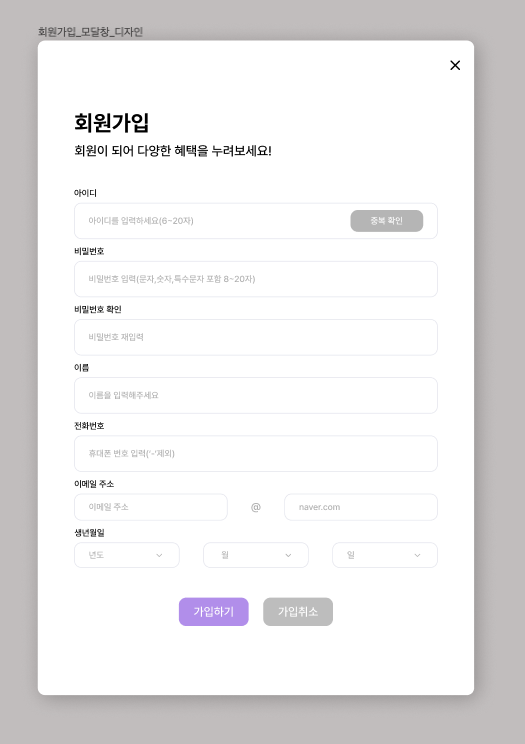 회원가입_모달창_디자인
회원가입
회원이 되어 다양한 혜택을 누려보세요!
아이디
아이디를 입력하세요(6~20자) 중복 확인
비밀번호
비밀번호 입력(문자,숫자,특수문자 포함 8~20자)
비밀번호 확인
비밀번호 재입력
이름
이름을 입력해주세요
전화번호
휴대폰 번호 입력('-'제외)
이메일 주소
이메일 주소 @ naver.com
생년월일
년도 월 일
가입하기 가입취소